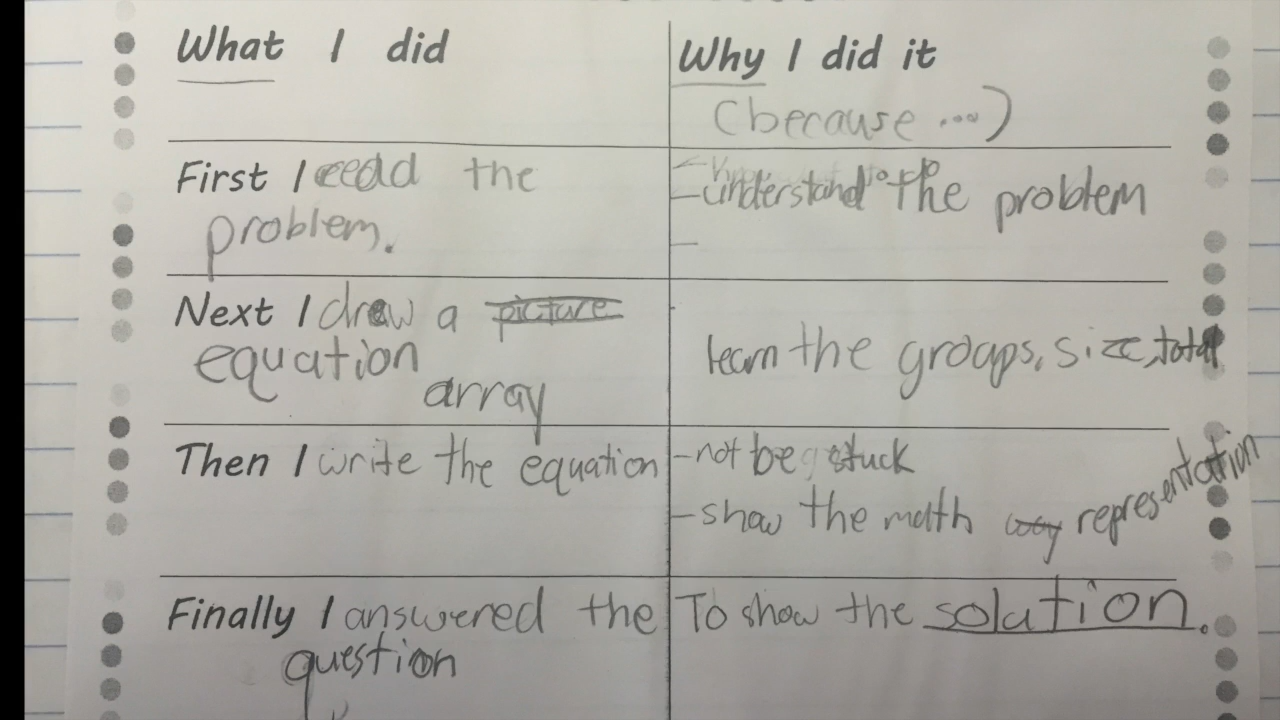 What I did
Why I did it
(because ...)
First I read the
problem.
-understand the problem
Next I draw a picture
equation
array
learn the groups, size, total
Then I write the equation
-not be stuck
-show the math way representation
Finally I answered the
question
To show the solution.